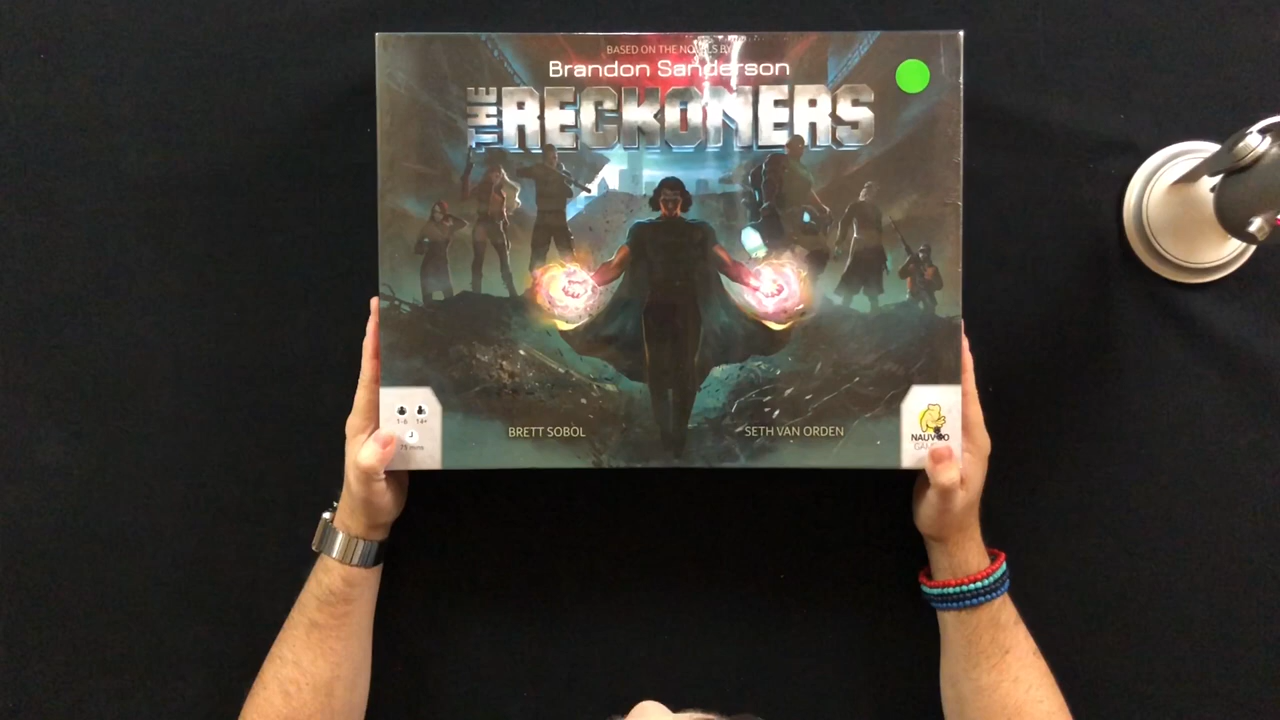 BASED ON THE NOVELS BY
Brandon Sanderson
THE RECKONERS
1-6 14+
75 mins
BRETT SOBOL
SETH VAN ORDEN
NAUVOO
GAMES